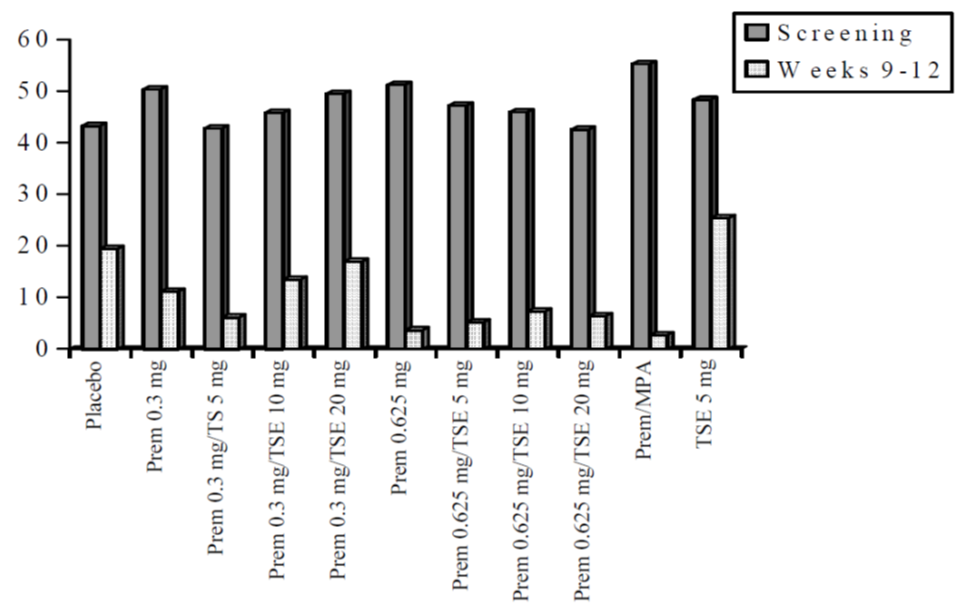 Screening
Weeks 9-12
60
50
40
30
20
10
0
Placebo
Prem 0.3 mg
Prem 0.3 mg/TS 5 mg
Prem 0.3 mg/TSE 10 mg
Prem 0.3 mg/TSE 20 mg
Prem 0.625 mg
Prem 0.625 mg/TSE 5 mg
Prem 0.625 mg/TSE 10 mg
Prem 0.625 mg/TSE 20 mg
Prem/MPA
TSE 5 mg